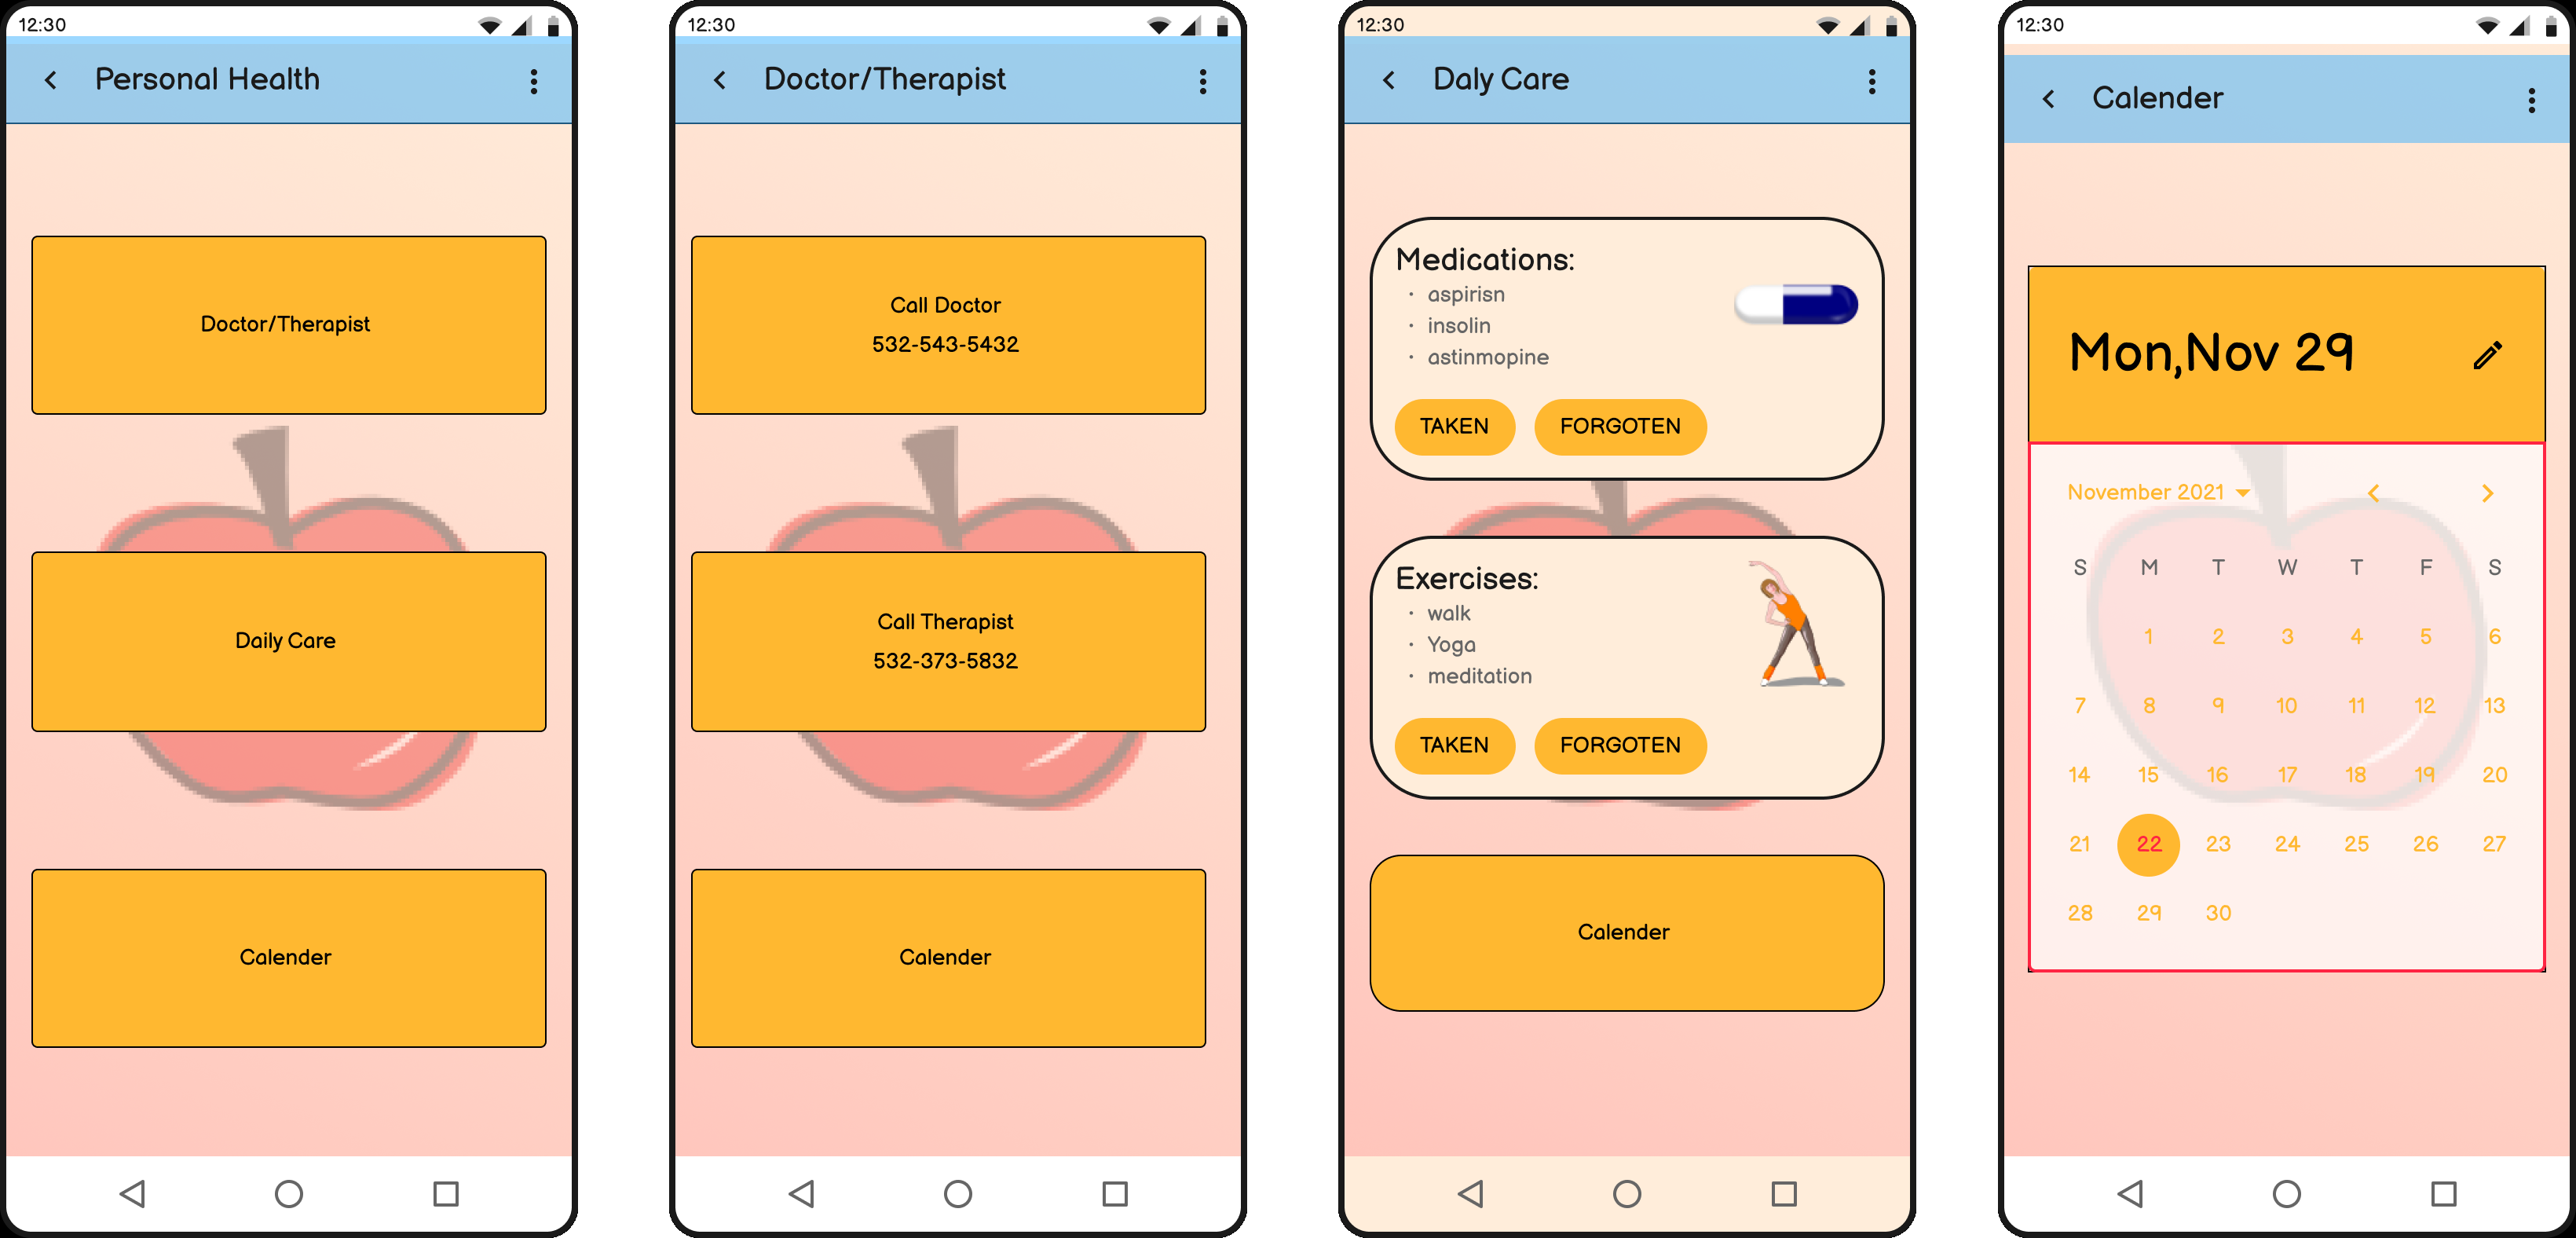 12:30
Personal Health
Doctor/Therapist
Daily Care
Calender
12:30
Doctor/Therapist
Call Doctor
532-543-5432
Call Therapist
532-373-5832
Calender
12:30
Daly Care
Medications:
· aspirisn
· insolin
· astinmopine
TAKEN FORGOTEN
Exercises:
· walk
· Yoga
· meditation
TAKEN FORGOTEN
Calender
12:30
Calender
Mon,Nov 29
November 2021
S M T W T F S
1 2 3 4 5 6
7 8 9 10 11 12 13
14 15 16 17 18 19 20
21 22 23 24 25 26 27
28 29 30